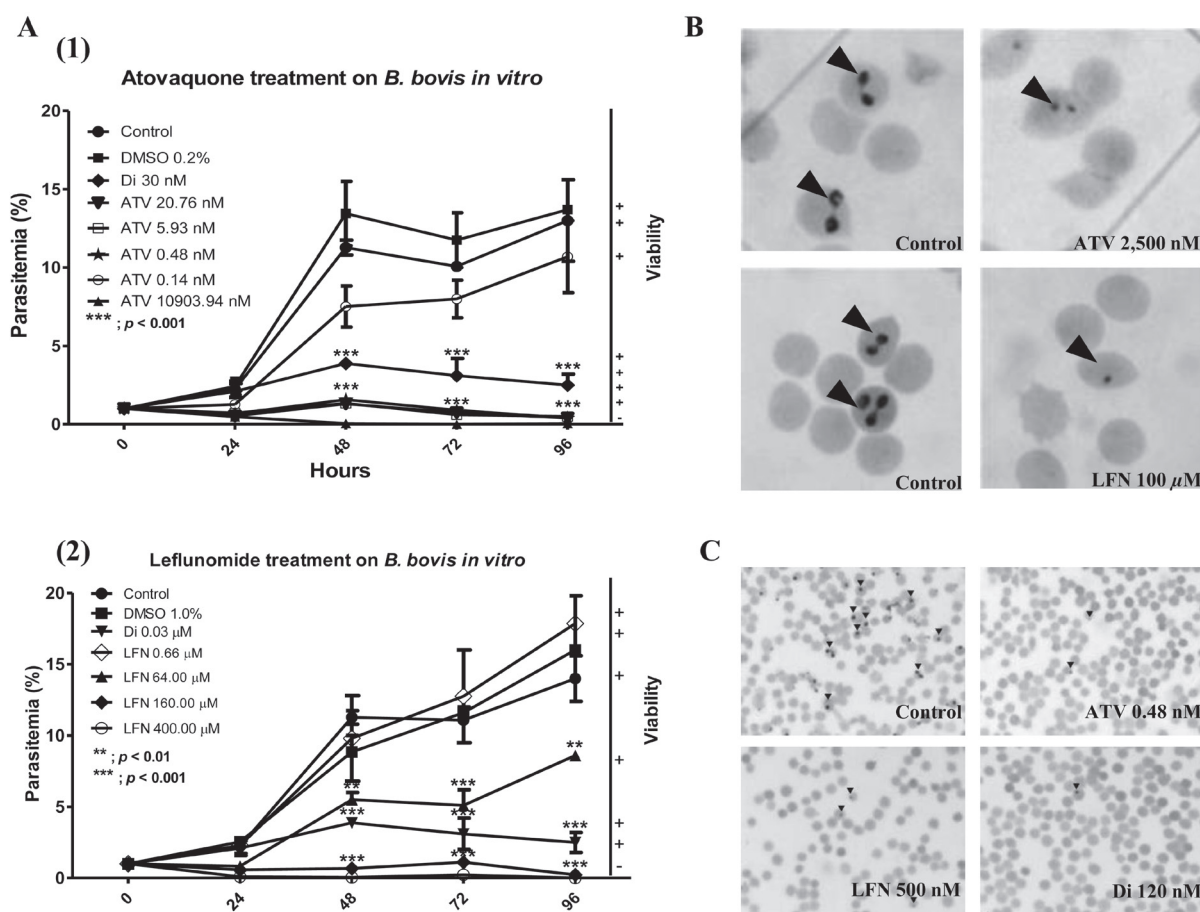 A
(1)
Atovaquone treatment on B. bovis in vitro
20
15
10
5
0
Parasitemia (%)
Control
DMSO 0.2%
Di 30 nM
ATV 20.76 nM
ATV 5.93 nM
ATV 0.48 nM
ATV 0.14 nM
ATV 10903.94 nM
*** ; p < 0.001
***
***
***
***
***
***
+
+
+
+
+
+
+
-
Viability
0
24
48
72
96
Hours
(2)
Leflunomide treatment on B. bovis in vitro
20
15
10
5
0
Parasitemia (%)
Control
DMSO 1.0%
Di 0.03 μM
LFN 0.66 μM
LFN 64.00 μM
LFN 160.00 μM
LFN 400.00 μM
** ; p < 0.01
*** ; p < 0.001
**
**
***
***
***
***
***
***
***
+
+
+
+
+
+
-
Viability
0
24
48
72
96
B
Control
ATV 2,500 nM
Control
LFN 100 μM
C
Control
ATV 0.48 nM
LFN 500 nM
Di 120 nM